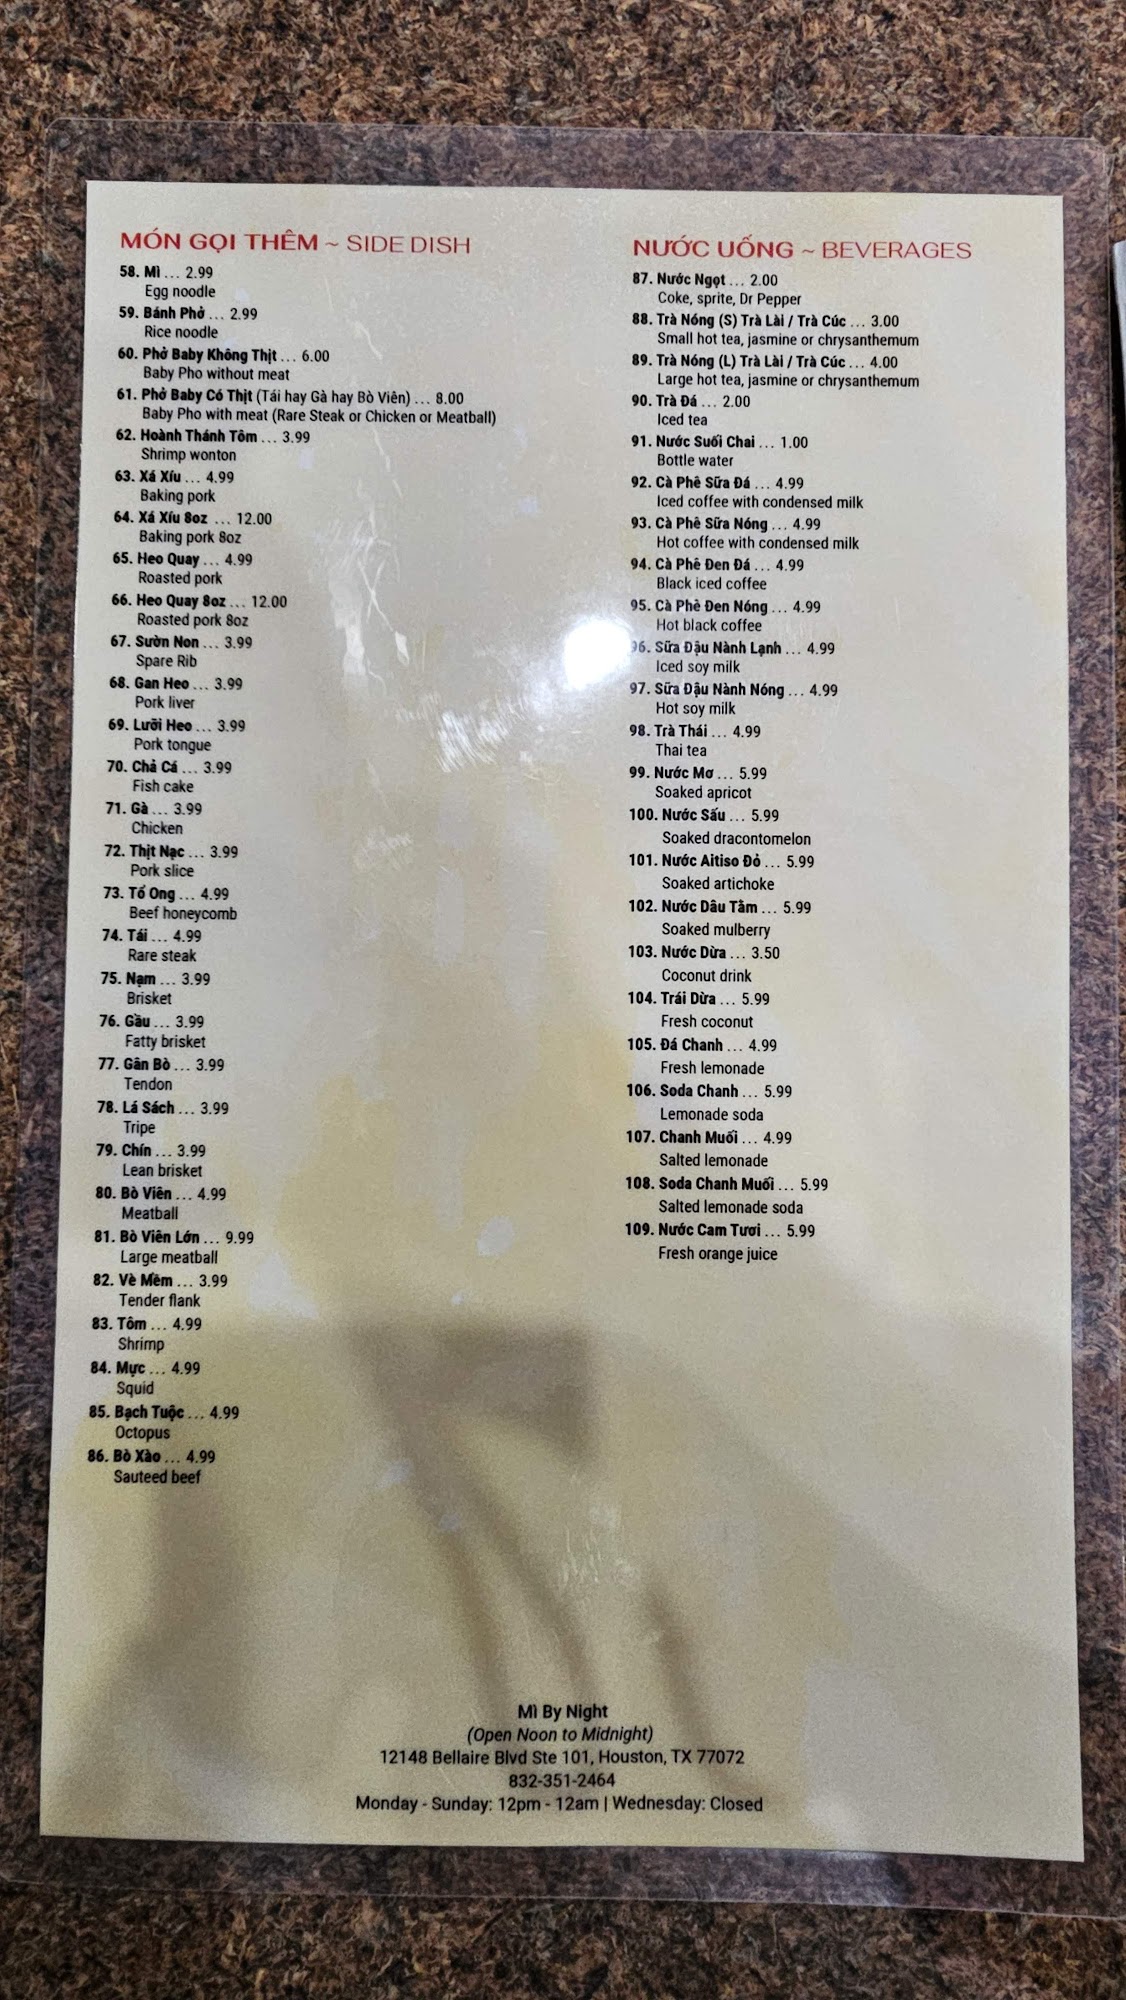 MÓN GỌI THÊM ~ SIDE DISH
58. Mì ... 2.99
Egg noodle
59. Bánh Phở ... 2.99
Rice noodle
60. Phở Baby Không Thịt ... 6.00
Baby Pho without meat
61. Phở Baby Có Thịt (Tái hay Gà hay Bò Viên) ... 8.00
Baby Pho with meat (Rare Steak or Chicken or Meatball)
62. Hoành Thánh Tôm ... 3.99
Shrimp wonton
63. Xá Xíu ... 4.99
Baking pork
64. Xá Xíu 8oz ... 12.00
Baking pork 8oz
65. Heo Quay ... 4.99
Roasted pork
66. Heo Quay 8oz ... 12.00
Roasted pork 8oz
67. Sườn Non ... 3.99
Spare Rib
68. Gan Heo ... 3.99
Pork liver
69. Lưỡi Heo ... 3.99
Pork tongue
70. Chả Cá ... 3.99
Fish cake
71. Gà ... 3.99
Chicken
72. Thịt Nạc ... 3.99
Pork slice
73. Tổ Ong ... 4.99
Beef honeycomb
74. Tái ... 4.99
Rare steak
75. Nạm ... 3.99
Brisket
76. Gầu ... 3.99
Fatty brisket
77. Gân Bò ... 3.99
Tendon
78. Lá Sách ... 3.99
Tripe
79. Chín ... 3.99
Lean brisket
80. Bò Viên ... 4.99
Meatball
81. Bò Viên Lớn ... 9.99
Large meatball
82. Vè Mềm ... 3.99
Tender flank
83. Tôm ... 4.99
Shrimp
84. Mực ... 4.99
Squid
85. Bạch Tuộc ... 4.99
Octopus
86. Bò Xào ... 4.99
Sauteed beef
NƯỚC UỐNG ~ BEVERAGES
87. Nước Ngọt ... 2.00
Coke, sprite, Dr Pepper
88. Trà Nóng (S) Trà Lài / Trà Cúc ... 3.00
Small hot tea, jasmine or chrysanthemum
89. Trà Nóng (L) Trà Lài / Trà Cúc ... 4.00
Large hot tea, jasmine or chrysanthemum
90. Trà Đá ... 2.00
Iced tea
91. Nước Suối Chai ... 1.00
Bottle water
92. Cà Phê Sữa Đá ... 4.99
Iced coffee with condensed milk
93. Cà Phê Sữa Nóng ... 4.99
Hot coffee with condensed milk
94. Cà Phê Đen Đá ... 4.99
Black iced coffee
95. Cà Phê Đen Nóng ... 4.99
Hot black coffee
96. Sữa Đậu Nành Lạnh ... 4.99
Iced soy milk
97. Sữa Đậu Nành Nóng ... 4.99
Hot soy milk
98. Trà Thái ... 4.99
Thai tea
99. Nước Mơ ... 5.99
Soaked apricot
100. Nước Sấu ... 5.99
Soaked dracontomelon
101. Nước Aitiso Đỏ ... 5.99
Soaked artichoke
102. Nước Dâu Tằm ... 5.99
Soaked mulberry
103. Nước Dừa ... 3.50
Coconut drink
104. Trái Dừa ... 5.99
Fresh coconut
105. Đá Chanh ... 4.99
Fresh lemonade
106. Soda Chanh ... 5.99
Lemonade soda
107. Chanh Muối ... 4.99
Salted lemonade
108. Soda Chanh Muối ... 5.99
Salted lemonade soda
109. Nước Cam Tươi ... 5.99
Fresh orange juice
Mì By Night
(Open Noon to Midnight)
12148 Bellaire Blvd Ste 101, Houston, TX 77072
832-351-2464
Monday - Sunday: 12pm - 12am | Wednesday: Closed